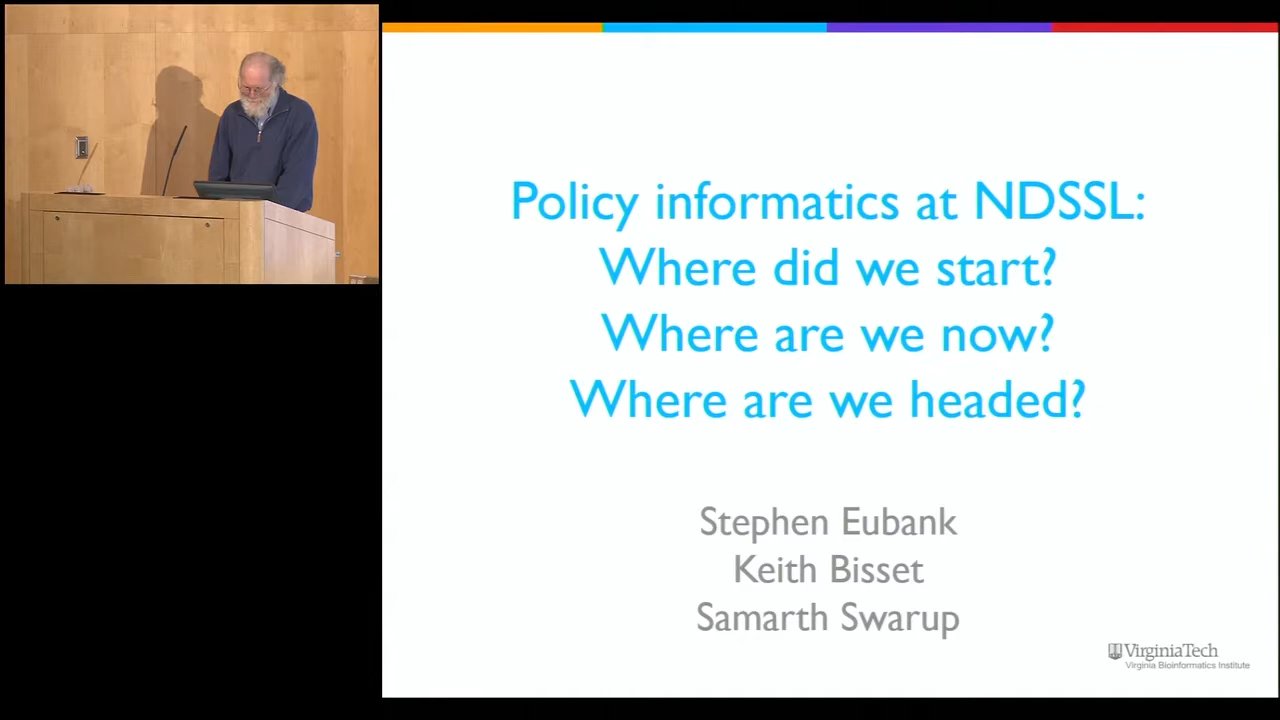 Policy informatics at NDSSL:
Where did we start?
Where are we now?
Where are we headed?
Stephen Eubank
Keith Bisset
Samarth Swarup
VirginiaTech
Virginia Bioinformatics Institute